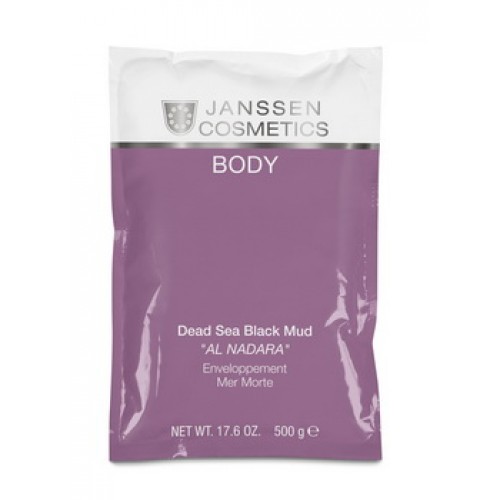 JANSSEN
COSMETICS
BODY
Dead Sea Black Mud
"AL NADARA"
Enveloppement
Mer Morte
NET WT. 17.6 OZ. 500 g ℮